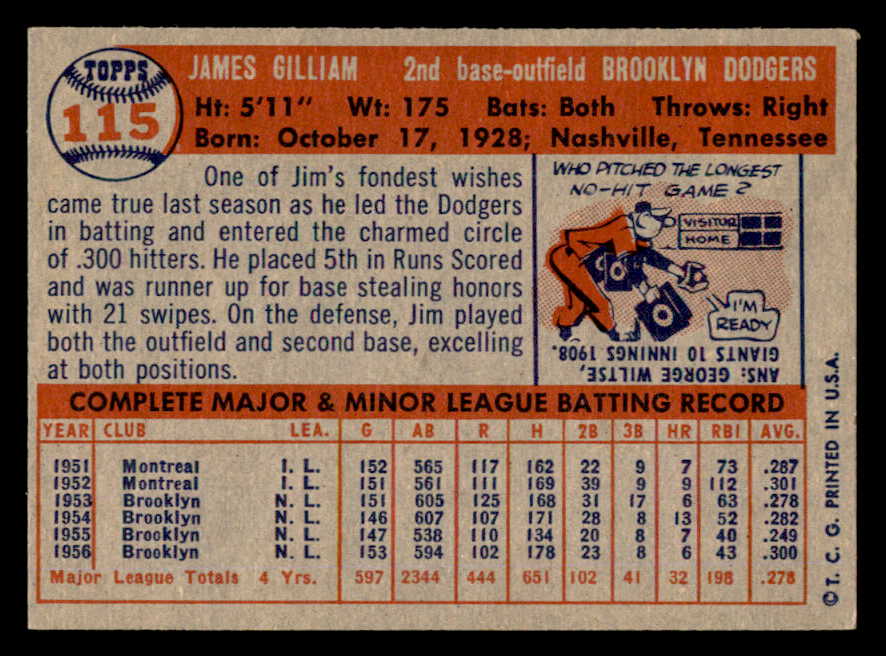 TOPPS
115
JAMES GILLIAM 2nd base-outfield BROOKLYN DODGERS
Ht: 5'11" Wt: 175 Bats: Both Throws: Right
Born: October 17, 1928; Nashville, Tennessee
One of Jim's fondest wishes
came true last season as he led the Dodgers
in batting and entered the charmed circle
of .300 hitters. He placed 5th in Runs Scored
and was runner up for base stealing honors
with 21 swipes. On the defense, Jim played
both the outfield and second base, excelling
at both positions.
WHO PITCHED THE LONGEST
NO-HIT GAME?
VISITOR
HOME
I'M
READY
ANS: GEORGE WILTSE,
GIANTS 10 INNINGS 1908.
COMPLETE MAJOR & MINOR LEAGUE BATTING RECORD
YEAR CLUB LEA. G AB R H 2B 3B HR RBI AVG.
1951 Montreal I. L. 152 565 117 162 22 9 7 73 .287
1952 Montreal I. L. 151 561 111 169 39 9 9 112 .301
1953 Brooklyn N. L. 151 605 125 168 31 17 6 63 .278
1954 Brooklyn N. L. 146 607 107 171 28 8 13 52 .282
1955 Brooklyn N. L. 147 538 110 134 20 8 7 40 .249
1956 Brooklyn N. L. 153 594 102 178 23 8 6 43 .300
Major League Totals 4 Yrs. 597 2344 444 651 102 41 32 198 .278
© T. C. G. PRINTED IN U.S.A.